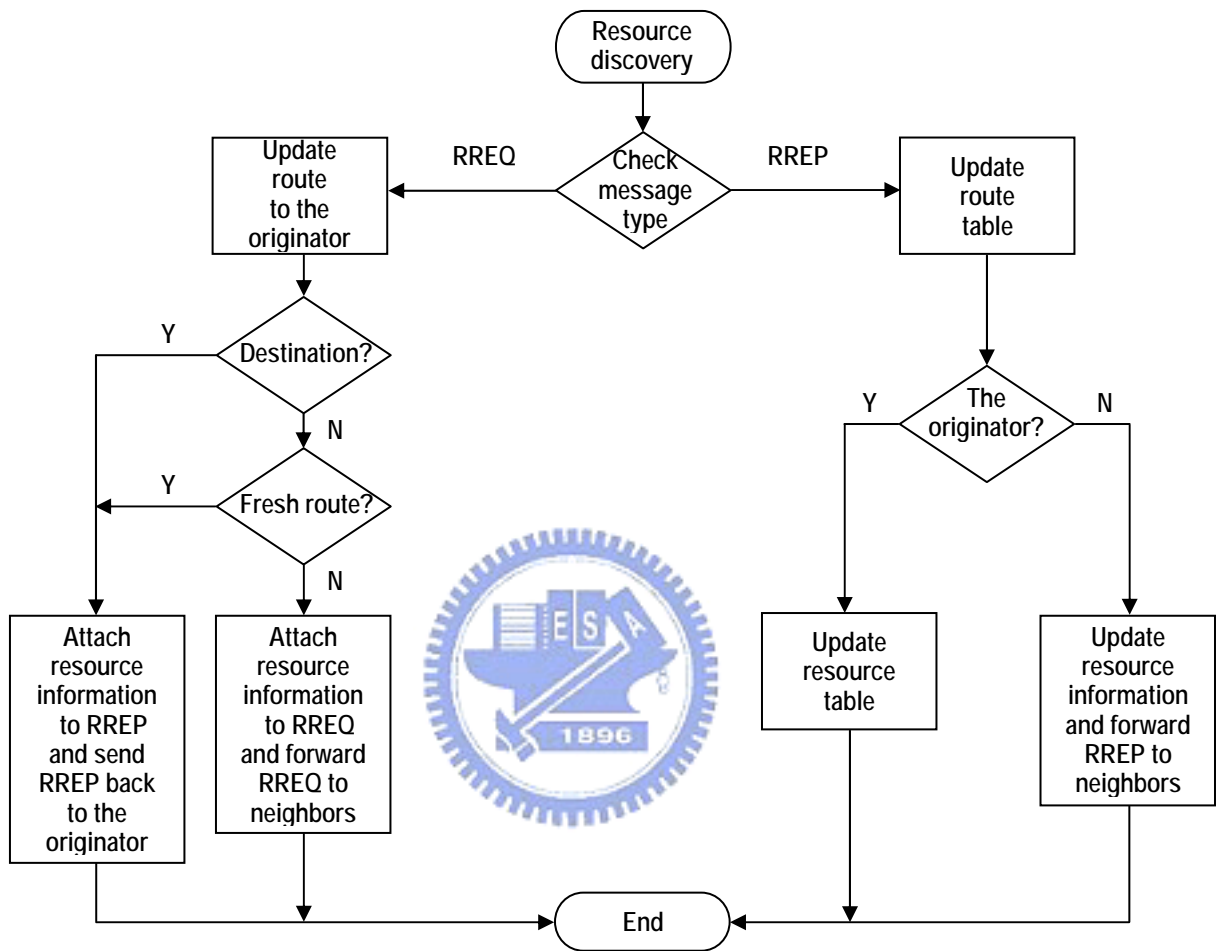 Resource
discovery
Check
message
type
RREQ
RREP
Update
route
to the
originator
Update
route
table
Destination?
Y
N
Fresh route?
Y
N
The
originator?
Y
N
Attach
resource
information
to RREP
and send
RREP back
to the
originator
Attach
resource
information
to RREQ
and forward
RREQ to
neighbors
Update
resource
table
Update
resource
information
and forward
RREP to
neighbors
E S A
1896
End